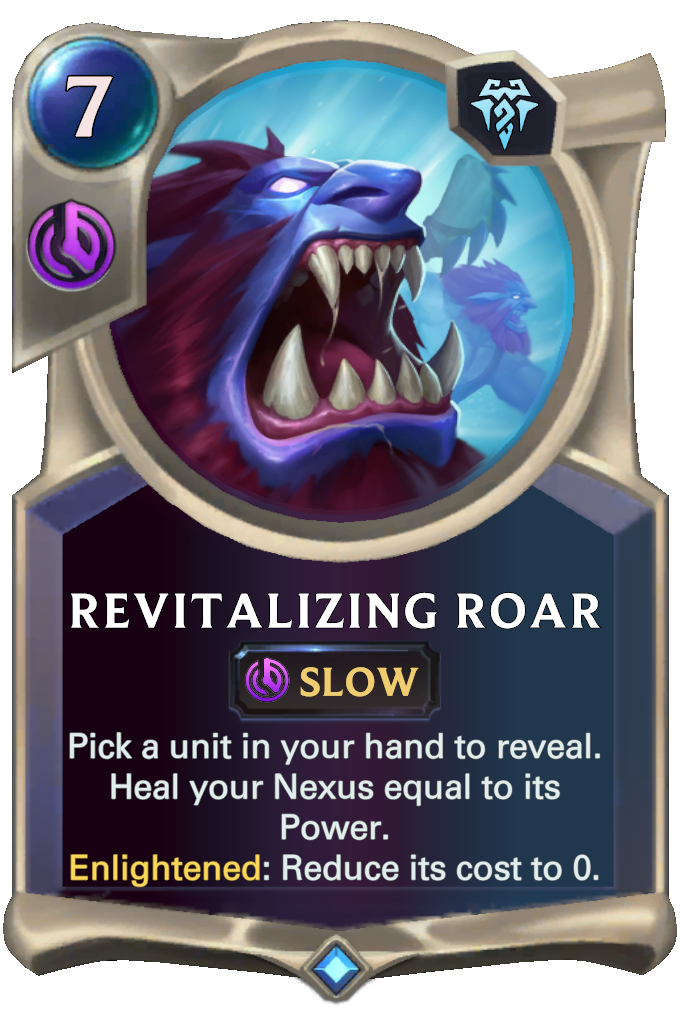 7
REVITALIZING ROAR
SLOW
Pick a unit in your hand to reveal.
Heal your Nexus equal to its
Power.
Enlightened: Reduce its cost to 0.